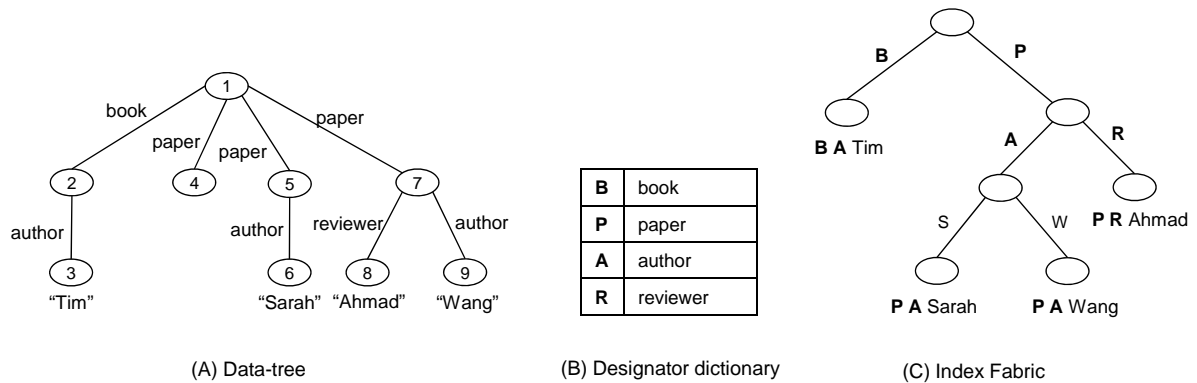 1
book
paper
paper
paper
2
4
5
7
author
author
reviewer
author
3
6
8
9
“Tim”
“Sarah”
“Ahmad”
“Wang”
(A) Data-tree
B book
P paper
A author
R reviewer
(B) Designator dictionary
B
P
B A Tim
A
R
P R Ahmad
S
W
P A Sarah
P A Wang
(C) Index Fabric